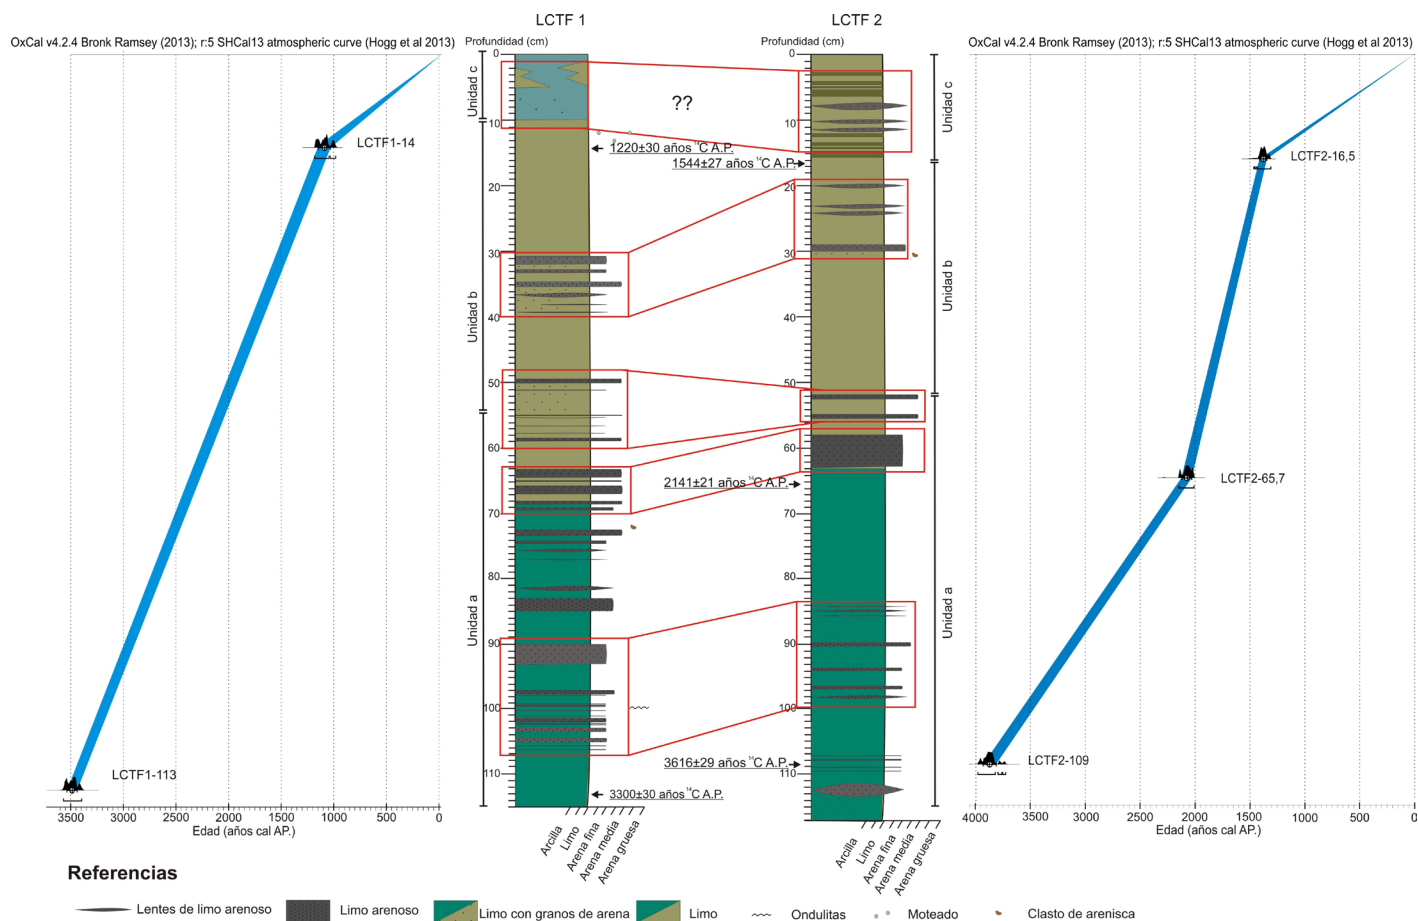 LCTF 1
LCTF 2
OxCal v4.2.4 Bronk Ramsey (2013); r:5 SHCal13 atmospheric curve (Hogg et al 2013)
Profundidad (cm)
Profundidad (cm)
OxCal v4.2.4 Bronk Ramsey (2013); r:5 SHCal13 atmospheric curve (Hogg et al 2013)
LCTF1-14
LCTF1-113
3500
3000
2500
2000
1500
1000
500
0
Edad (años cal AP.)
Unidad c
Unidad b
Unidad a
0
10
20
30
40
50
60
70
80
90
100
110
??
1220±30 años ¹⁴C A.P.
1544±27 años ¹⁴C A.P.
2141±21 años ¹⁴C A.P.
3616±29 años ¹⁴C A.P.
3300±30 años ¹⁴C A.P.
Arcilla
Limo
Arena fina
Arena media
Arena gruesa
0
10
20
30
40
50
60
70
80
90
100
110
Arcilla
Limo
Arena fina
Arena media
Arena gruesa
Unidad c
Unidad b
Unidad a
LCTF2-16,5
LCTF2-65,7
LCTF2-109
4000
3500
3000
2500
2000
1500
1000
500
0
Edad (años cal AP.)
Referencias
Lentes de limo arenoso
Limo arenoso
Limo con granos de arena
Limo
Ondulitas
Moteado
Clasto de arenisca